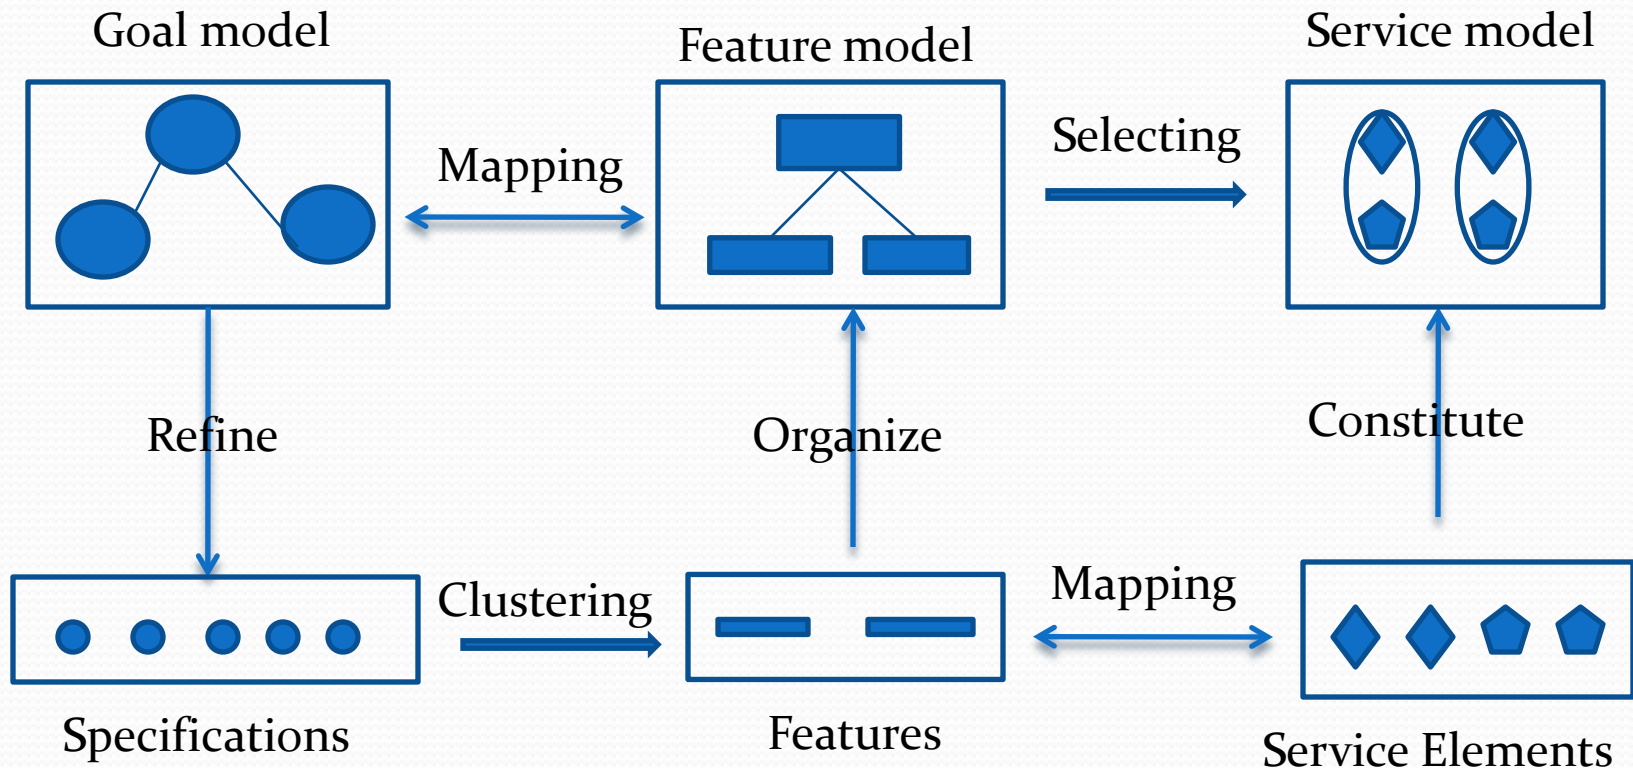 Goal model
Feature model
Service model
Mapping
Selecting
Refine
Organize
Constitute
Clustering
Mapping
Specifications
Features
Service Elements